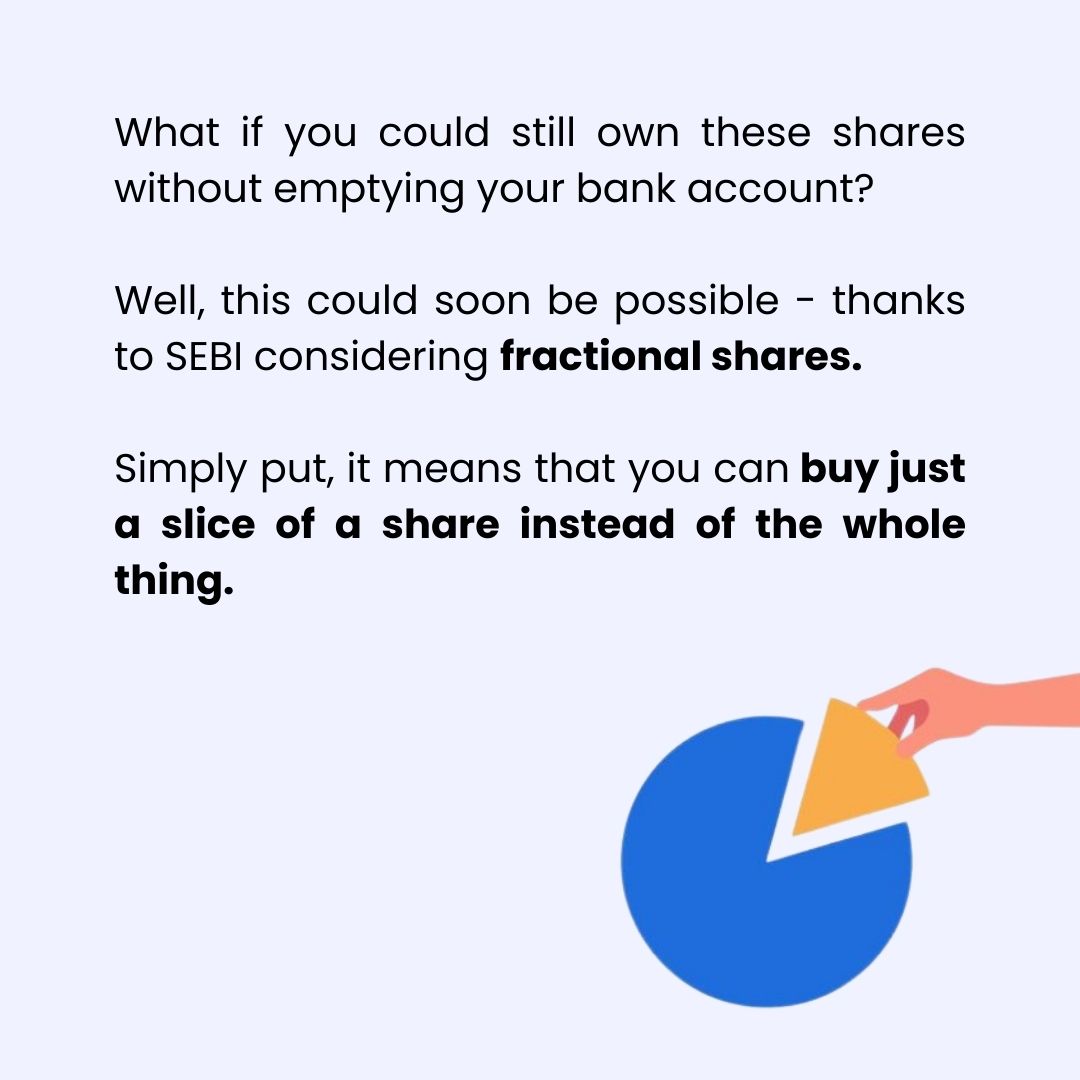 What if you could still own these shares
without emptying your bank account?
Well, this could soon be possible - thanks
to SEBI considering fractional shares.
Simply put, it means that you can buy just
a slice of a share instead of the whole
thing.